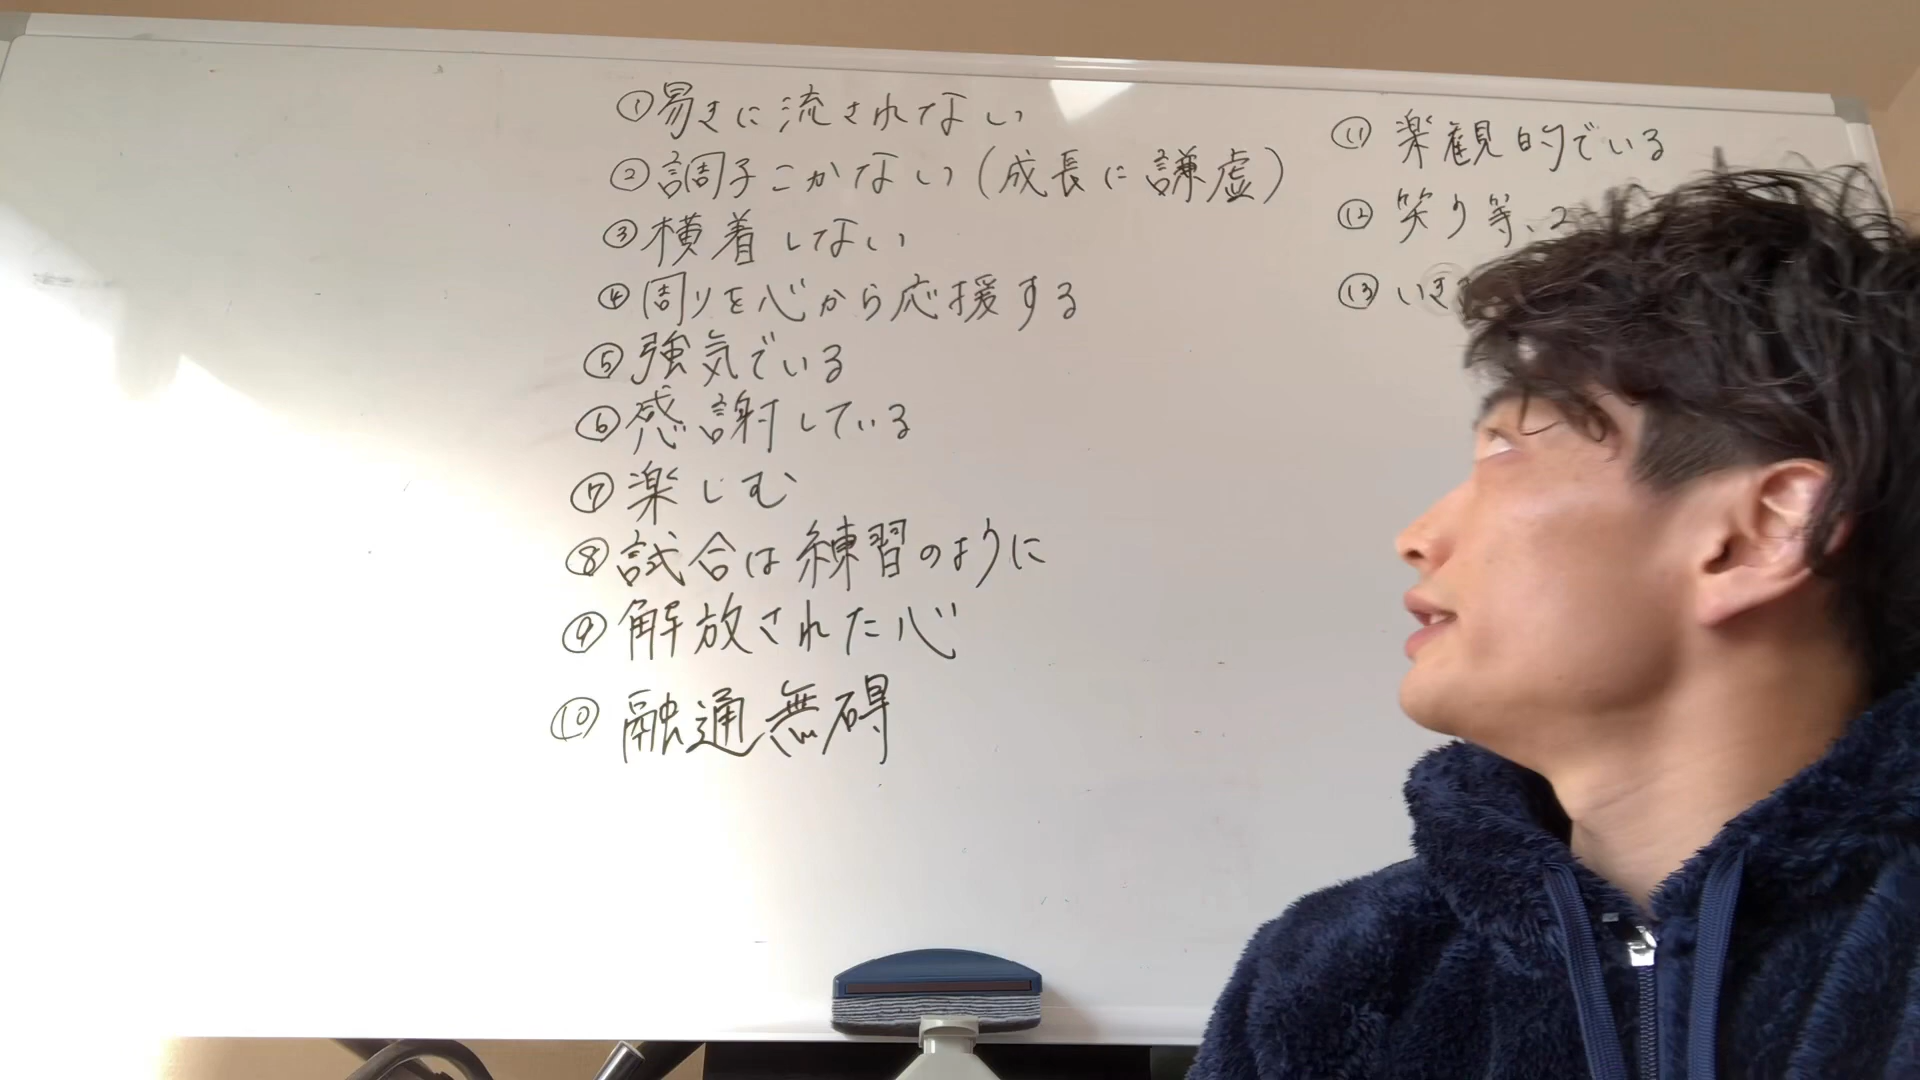 ①易きに流されない
②調子こかない(成長に謙虚)
③横着しない
④周りを心から応援する
⑤強気でいる
⑥感謝している
⑦楽しむ
⑧試合は練習のように
⑨解放された心
⑩融通無碍
⑪楽観的でいる
⑫笑り等、
⑬いき